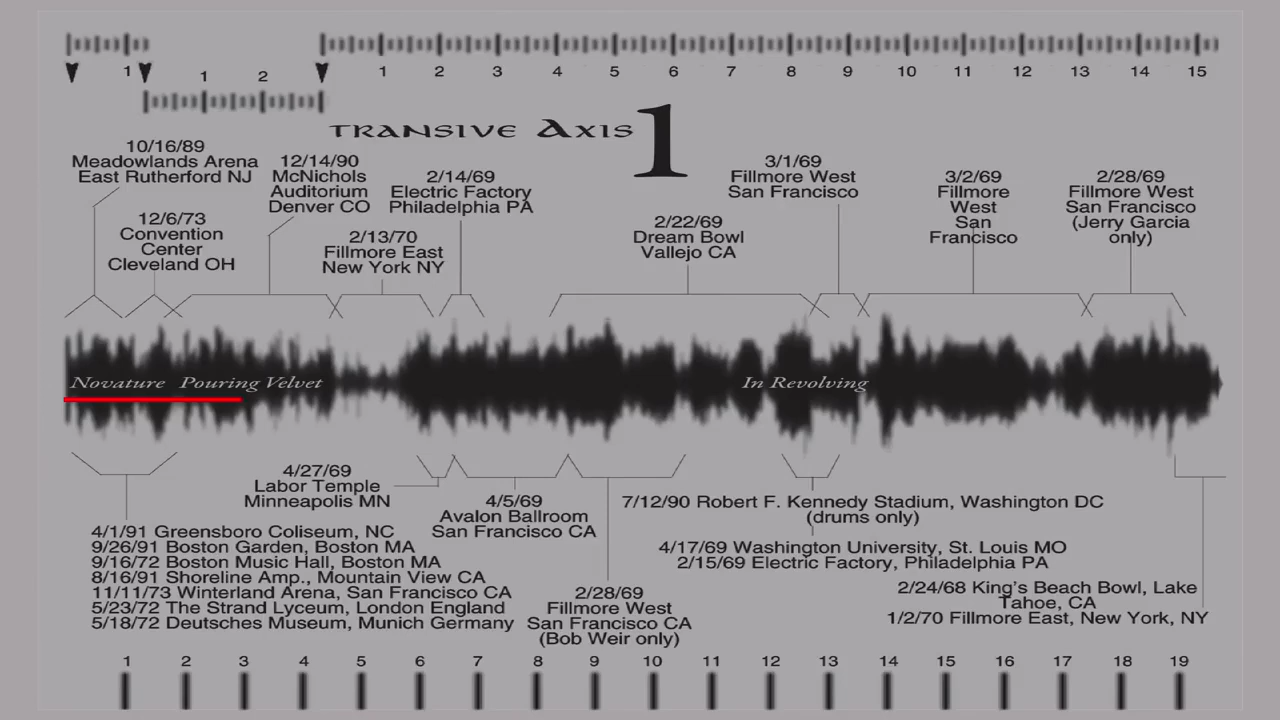 1 1 2 3 4 5 6 7 8 9 10 11 12 13 14 15
1 2
TRANSIVE AXIS 1
10/16/89
Meadowlands Arena
East Rutherford NJ
12/14/90
McNichols
Auditorium
Denver CO
2/14/69
Electric Factory
Philadelphia PA
3/1/69
Fillmore West
San Francisco
3/2/69
Fillmore
West
San
Francisco
2/28/69
Fillmore West
San Francisco
(Jerry Garcia
only)
12/6/73
Convention
Center
Cleveland OH
2/13/70
Fillmore East
New York NY
2/22/69
Dream Bowl
Vallejo CA
Novature Pouring Velvet In Revolving
4/27/69
Labor Temple
Minneapolis MN
4/5/69
Avalon Ballroom
San Francisco CA
7/12/90 Robert F. Kennedy Stadium, Washington DC
(drums only)
4/1/91 Greensboro Coliseum, NC
9/26/91 Boston Garden, Boston MA
9/16/72 Boston Music Hall, Boston MA
8/16/91 Shoreline Amp., Mountain View CA
11/11/73 Winterland Arena, San Francisco CA
5/23/72 The Strand Lyceum, London England
5/18/72 Deutsches Museum, Munich Germany
4/17/69 Washington University, St. Louis MO
2/15/69 Electric Factory, Philadelphia PA
2/28/69
Fillmore West
San Francisco CA
(Bob Weir only)
2/24/68 King's Beach Bowl, Lake
Tahoe, CA
1/2/70 Fillmore East, New York, NY
1 2 3 4 5 6 7 8 9 10 11 12 13 14 15 16 17 18 19